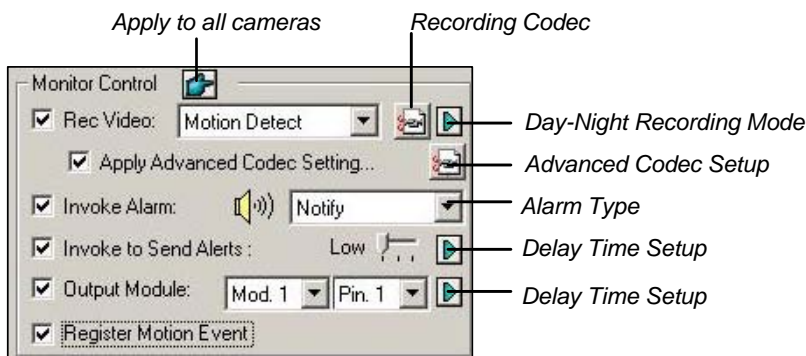 Apply to all cameras
Recording Codec
Monitor Control
Rec Video: Motion Detect
Day-Night Recording Mode
Apply Advanced Codec Setting...
Advanced Codec Setup
Invoke Alarm: Notify
Alarm Type
Invoke to Send Alerts : Low
Delay Time Setup
Output Module: Mod. 1 Pin. 1
Delay Time Setup
Register Motion Event